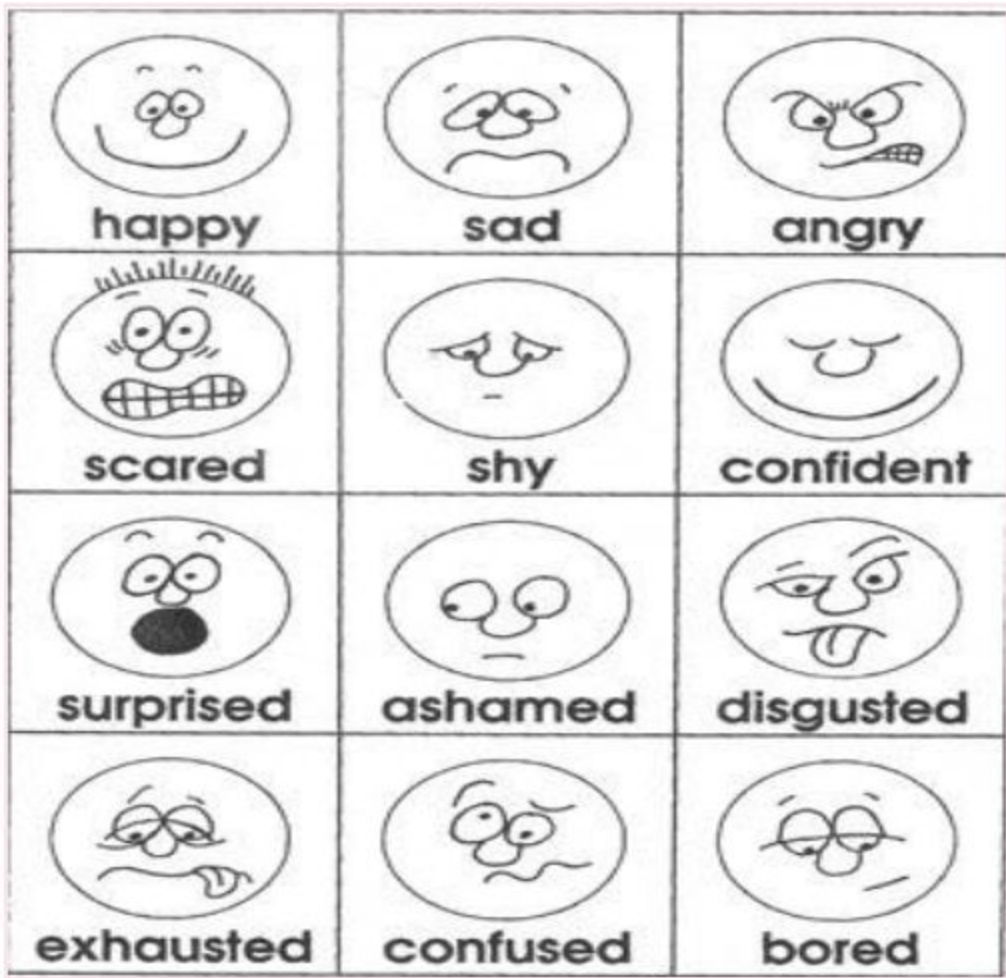 happy sad angry
scared shy confident
surprised ashamed disgusted
exhausted confused bored